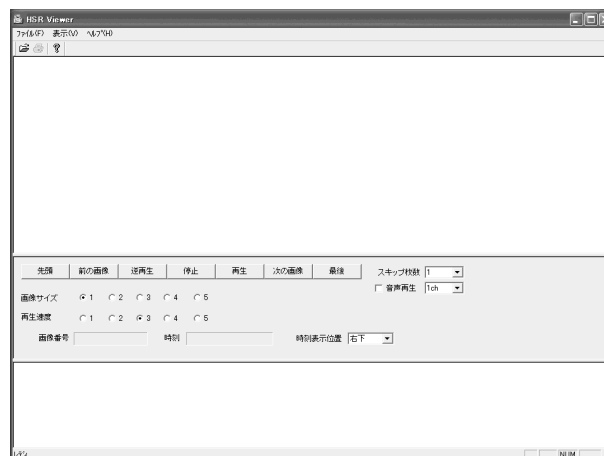 HSR Viewer
ファイル(F) 表示(V) ヘルプ(H)
先頭 前の画像 逆再生 停止 再生 次の画像 最後 スキップ枚数 1
音声再生 1ch
画像サイズ 1 2 3 4 5
再生速度 1 2 3 4 5
画像番号 時刻 時刻表示位置 右下
レディ NUM